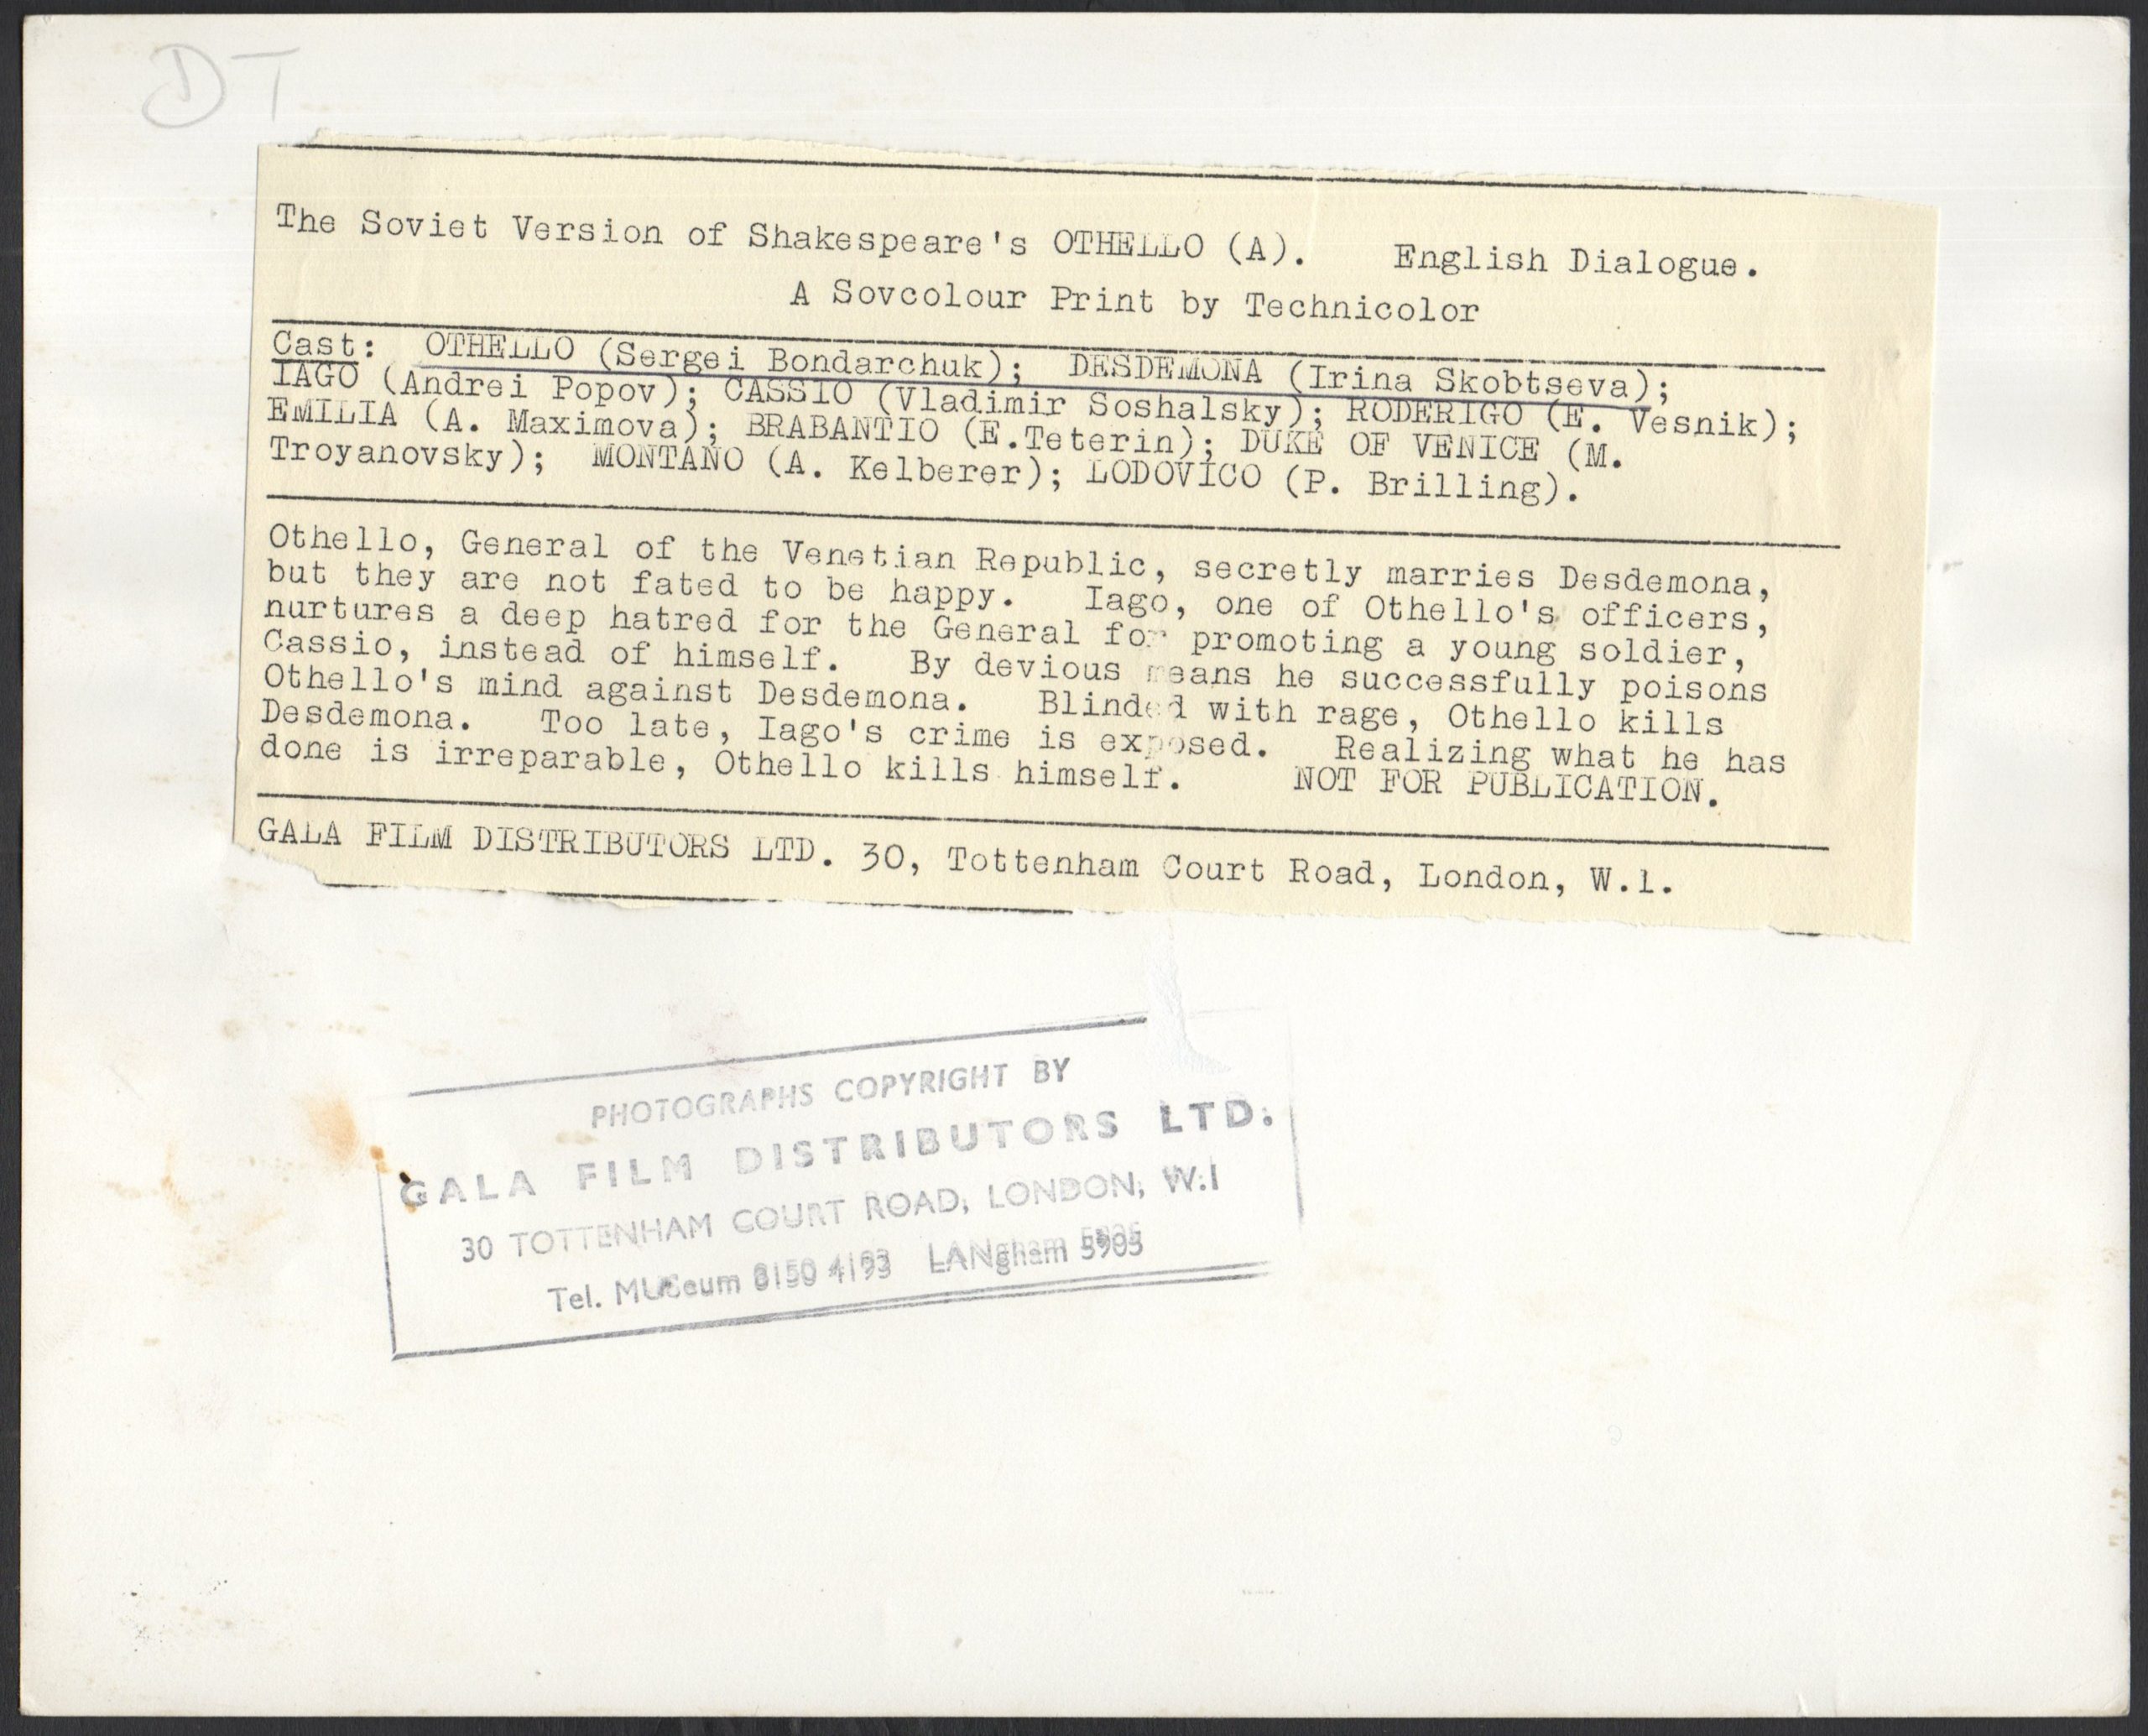 DT
The Soviet Version of Shakespeare's OTHELLO (A). English Dialogue.
A Sovcolour Print by Technicolor
Cast: OTHELLO (Sergei Bondarchuk); DESDEMONA (Irina Skobtseva);
IAGO (Andrei Popov); CASSIO (Vladimir Soshalsky); RODERIGO (E. Vesnik);
EMILIA (A. Maximova); BRABANTIO (E.Teterin); DUKE OF VENICE (M.
Troyanovsky); MONTANO (A. Kelberer); LODOVICO (P. Brilling).
Othello, General of the Venetian Republic, secretly marries Desdemona,
but they are not fated to be happy. Iago, one of Othello's officers,
nurtures a deep hatred for the General for promoting a young soldier,
Cassio, instead of himself. By devious means he successfully poisons
Othello's mind against Desdemona. Blinded with rage, Othello kills
Desdemona. Too late, Iago's crime is exposed. Realizing what he has
done is irreparable, Othello kills himself. NOT FOR PUBLICATION.
GALA FILM DISTRIBUTORS LTD. 30, Tottenham Court Road, London, W.1.
PHOTOGRAPHS COPYRIGHT BY
GALA FILM DISTRIBUTORS LTD.
30 TOTTENHAM COURT ROAD, LONDON, W.1
Tel. MUSeum LANgham